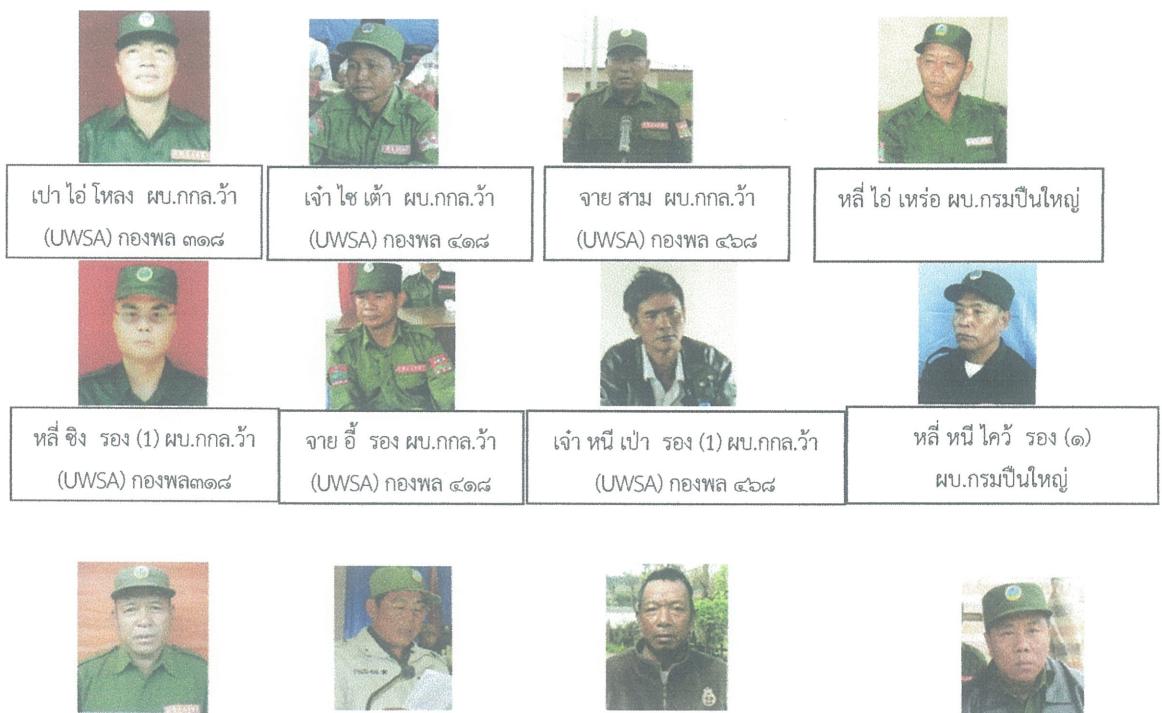 เปา ไอ่ โหลง ผบ.กกล.ว้า
(UWSA) กองพล ๓๑๘
เจ๋า ไซ เต้า ผบ.กกล.ว้า
(UWSA) กองพล ๔๑๘
จาย สาม ผบ.กกล.ว้า
(UWSA) กองพล ๔๖๘
หลี่ ไอ่ เหร่อ ผบ.กรมปืนใหญ่
หลี่ ชิง รอง (1) ผบ.กกล.ว้า
(UWSA) กองพล๓๑๘
จาย อี้ รอง ผบ.กกล.ว้า
(UWSA) กองพล ๔๑๘
เจ๋า หนี เป่า รอง (1) ผบ.กกล.ว้า
(UWSA) กองพล ๔๖๘
หลี่ หนี ไคว้ รอง (๑)
ผบ.กรมปืนใหญ่